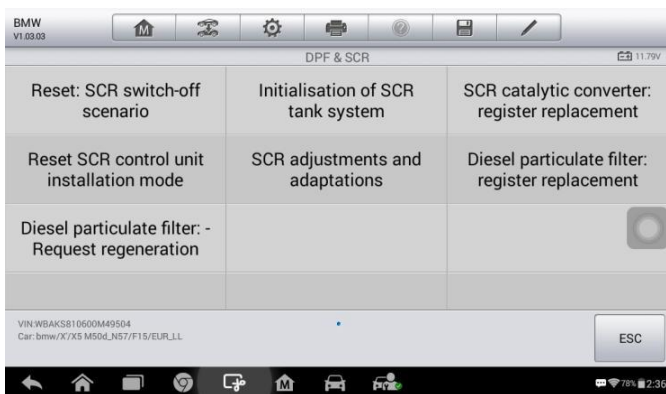 BMW
V1.03.03
DPF & SCR
11.79V
Reset: SCR switch-off
scenario
Initialisation of SCR
tank system
SCR catalytic converter:
register replacement
Reset SCR control unit
installation mode
SCR adjustments and
adaptations
Diesel particulate filter:
register replacement
Diesel particulate filter: -
Request regeneration
VIN:WBAKS810600M49504
Car:bmw/X'/X5 M50d_N57/F15/EUR_LL
ESC
78%
2:36